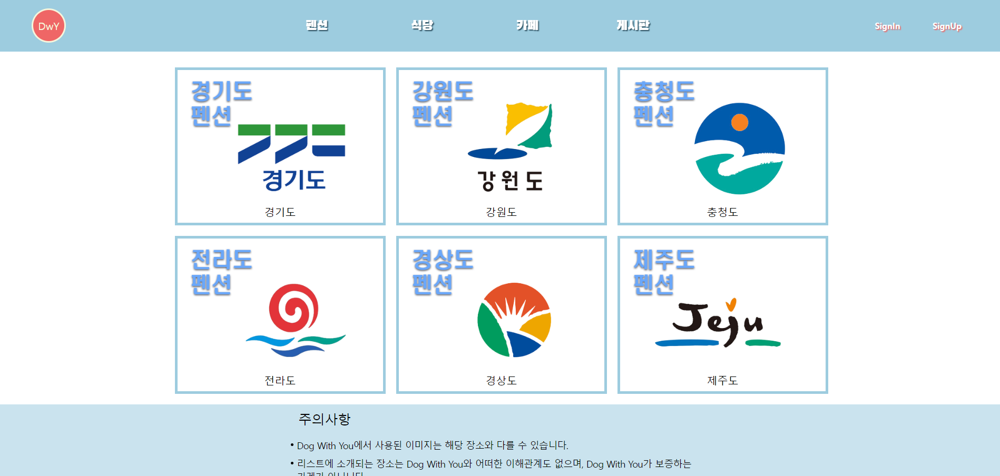 DwY
펜션
식당
카페
게시판
SignIn
SignUp
경기도
펜션
경기도
경기도
강원도
펜션
강원도
강원도
충청도
펜션
충청도
전라도
펜션
전라도
경상도
펜션
경상도
제주도
펜션
Jeju
제주도
주의사항
• Dog With You에서 사용된 이미지는 해당 장소와 다를 수 있습니다.
• 리스트에 소개되는 장소는 Dog With You와 어떠한 이해관계도 없으며, Dog With You가 보증하는